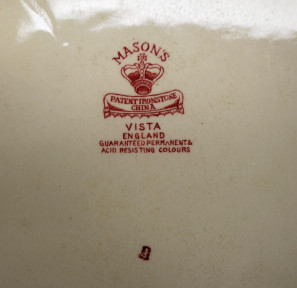 MASON'S
PATENT IRONSTONE
CHINA
VISTA
ENGLAND
GUARANTEED PERMANENT &
ACID RESISTING COLOURS